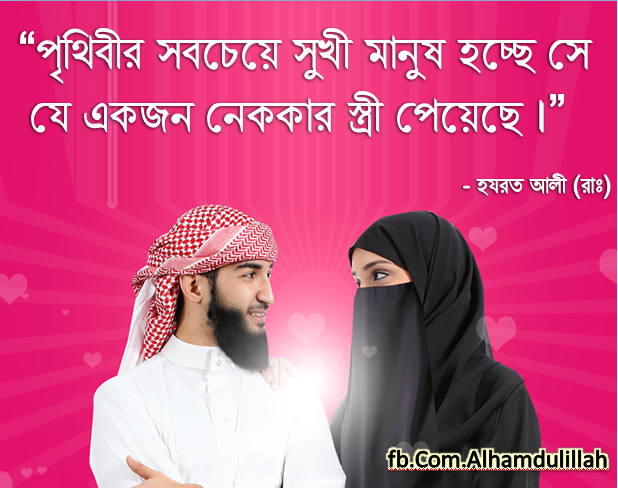 “পৃথিবীর সবচেয়ে সুখী মানুষ হচ্ছে সে
যে একজন নেককার স্ত্রী পেয়েছে।”
- হযরত আলী (রাঃ)
fb.Com.Alhamdulillah